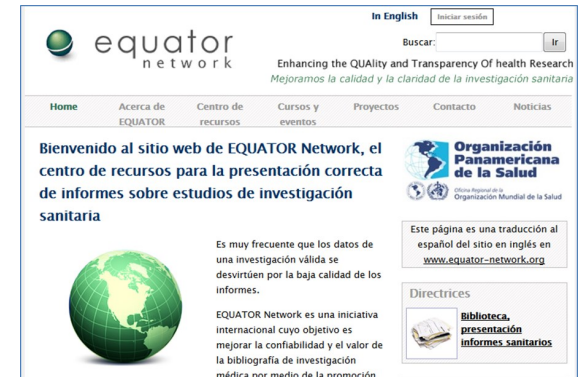 In English Iniciar sesión
equator
network
Buscar: Ir
Enhancing the QUAlity and Transparency Of health Research
Mejoramos la calidad y la claridad de la investigación sanitaria
Home Acerca de EQUATOR Centro de recursos Cursos y eventos Proyectos Contacto Noticias
Bienvenido al sitio web de EQUATOR Network, el
centro de recursos para la presentación correcta
de informes sobre estudios de investigación
sanitaria
Es muy frecuente que los datos de
una investigación válida se
desvirtúen por la baja calidad de los
informes.
EQUATOR Network es una iniciativa
internacional cuyo objetivo es
mejorar la confiabilidad y el valor de
la bibliografía de investigación
médica por medio de la promoción
Organización
Panamericana
de la Salud
Oficina Regional de la
Organización Mundial de la Salud
Este página es una traducción al
español del sitio en inglés en
www.equator-network.org
Directrices
Biblioteca,
presentación
informes sanitarios